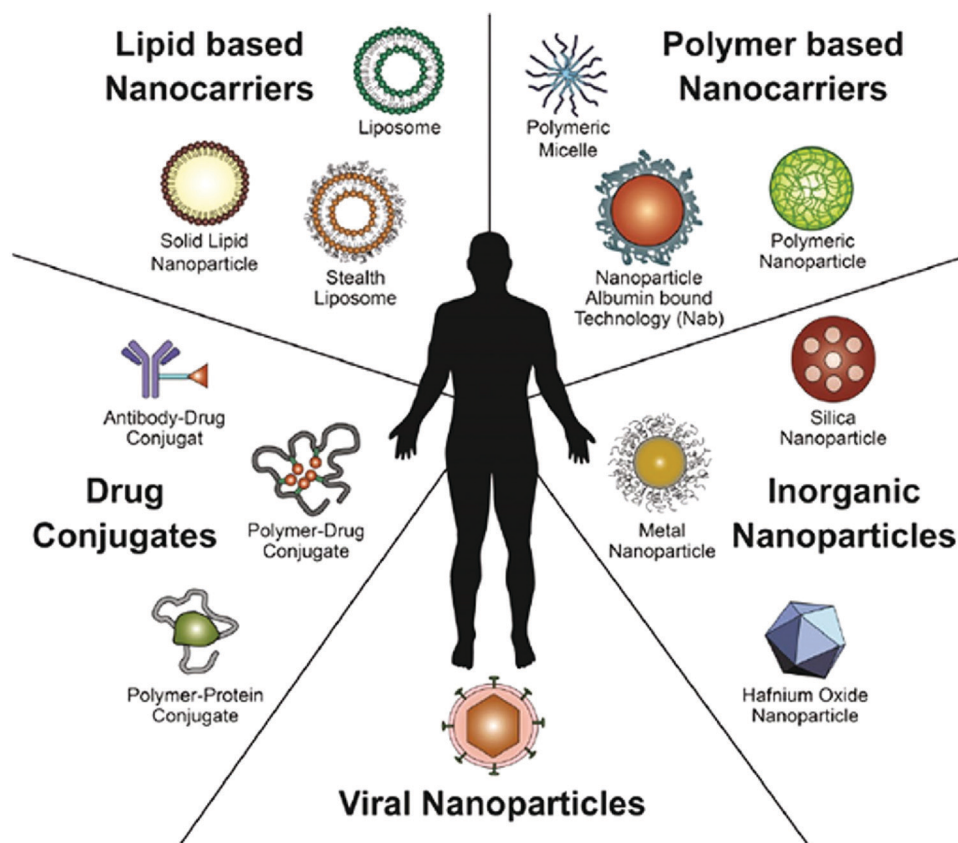 Lipid based
Nanocarriers
Liposome
Solid Lipid
Nanoparticle
Stealth
Liposome
Polymer based
Nanocarriers
Polymeric
Micelle
Nanoparticle
Albumin bound
Technology (Nab)
Polymeric
Nanoparticle
Antibody-Drug
Conjugat
Drug
Conjugates
Polymer-Drug
Conjugate
Polymer-Protein
Conjugate
Silica
Nanoparticle
Metal
Nanoparticle
Inorganic
Nanoparticles
Hafnium Oxide
Nanoparticle
Viral Nanoparticles